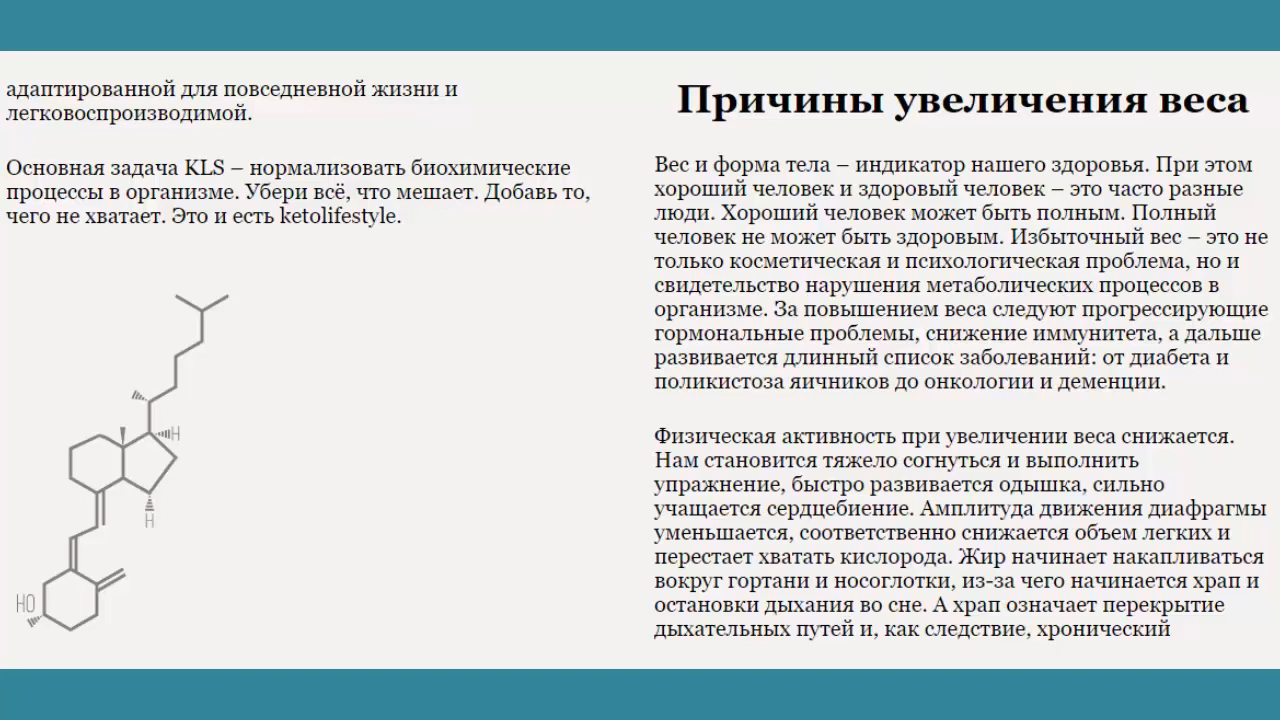 адаптированной для повседневной жизни и
легковоспроизводимой.
Основная задача KLS – нормализовать биохимические
процессы в организме. Убери всё, что мешает. Добавь то,
чего не хватает. Это и есть ketolifestyle.
H
H
HO
Причины увеличения веса
Вес и форма тела – индикатор нашего здоровья. При этом
хороший человек и здоровый человек – это часто разные
люди. Хороший человек может быть полным. Полный
человек не может быть здоровым. Избыточный вес – это не
только косметическая и психологическая проблема, но и
свидетельство нарушения метаболических процессов в
организме. За повышением веса следуют прогрессирующие
гормональные проблемы, снижение иммунитета, а дальше
развивается длинный список заболеваний: от диабета и
поликистоза яичников до онкологии и деменции.
Физическая активность при увеличении веса снижается.
Нам становится тяжело согнуться и выполнить
упражнение, быстро развивается одышка, сильно
учащается сердцебиение. Амплитуда движения диафрагмы
уменьшается, соответственно снижается объем легких и
перестает хватать кислорода. Жир начинает накапливаться
вокруг гортани и носоглотки, из-за чего начинается храп и
остановки дыхания во сне. А храп означает перекрытие
дыхательных путей и, как следствие, хронический